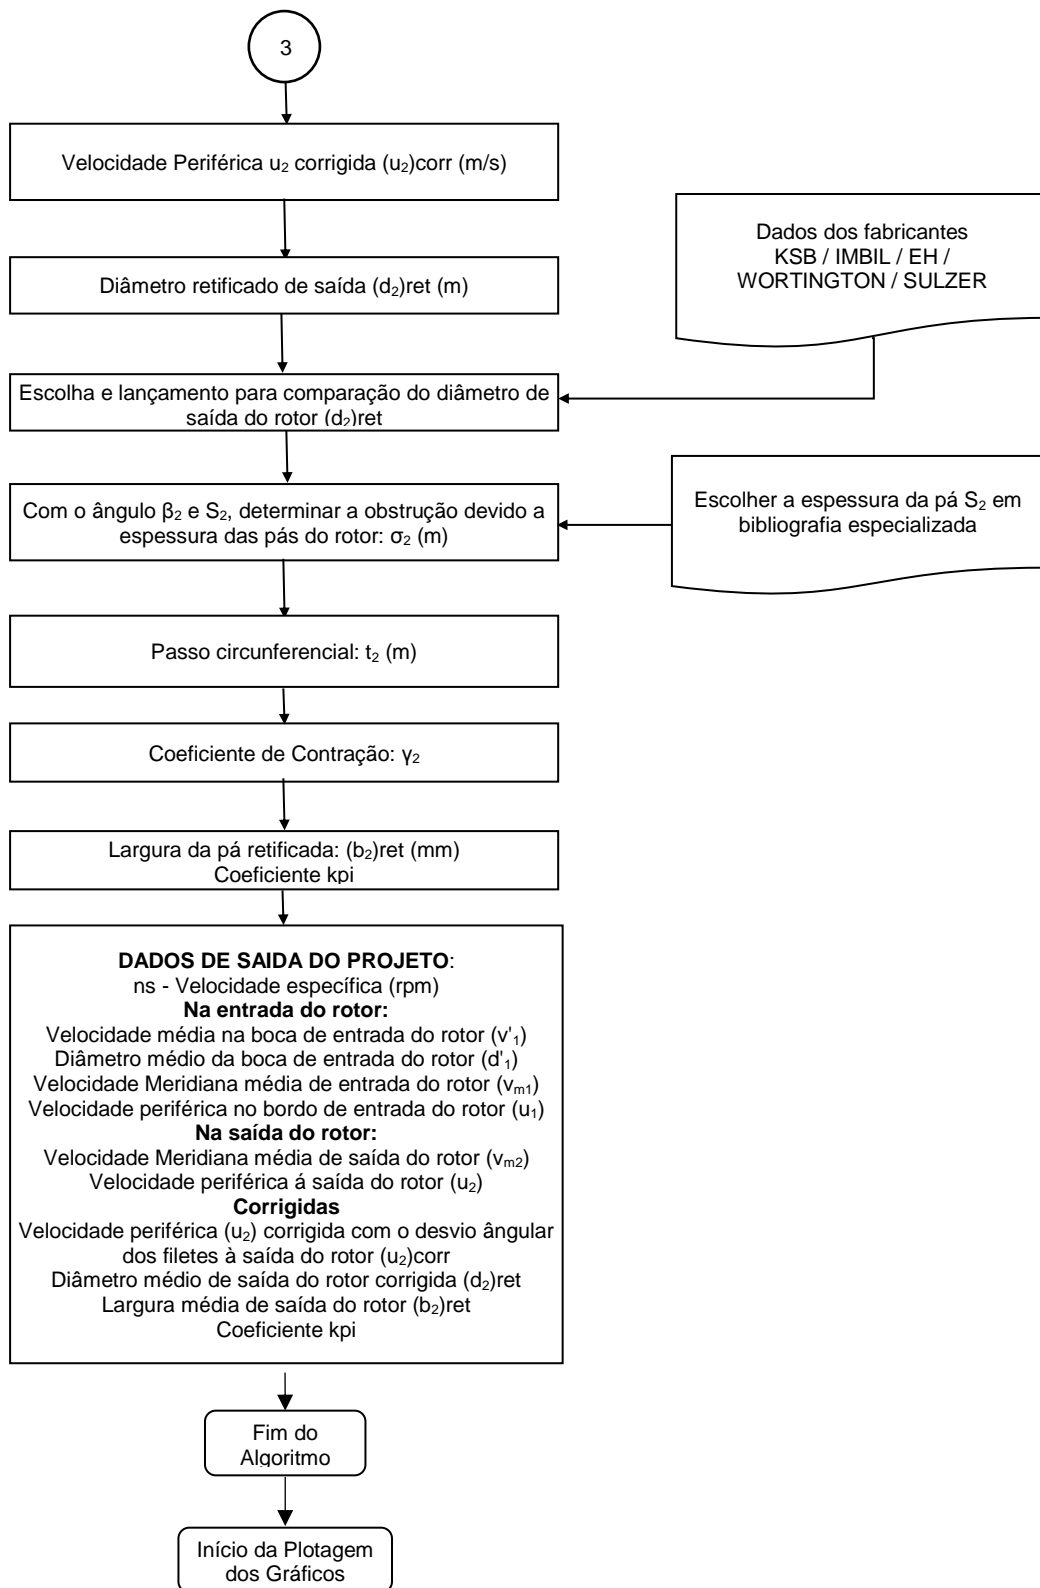 3
Velocidade Periférica u₂ corrigida (u₂)corr (m/s)
Dados dos fabricantes
KSB / IMBIL / EH /
WORTINGTON / SULZER
Diâmetro retificado de saída (d₂)ret (m)
Escolha e lançamento para comparação do diâmetro de
saída do rotor (d₂)ret
Com o ângulo β₂ e S₂, determinar a obstrução devido a
espessura das pás do rotor: σ₂ (m)
Escolher a espessura da pá S₂ em
bibliografia especializada
Passo circunferencial: t₂ (m)
Coeficiente de Contração: γ₂
Largura da pá retificada: (b₂)ret (mm)
Coeficiente kpi
DADOS DE SAIDA DO PROJETO:
ns - Velocidade específica (rpm)
Na entrada do rotor:
Velocidade média na boca de entrada do rotor (v'₁)
Diâmetro médio da boca de entrada do rotor (d'₁)
Velocidade Meridiana média de entrada do rotor (vₘ₁)
Velocidade periférica no bordo de entrada do rotor (u₁)
Na saída do rotor:
Velocidade Meridiana média de saída do rotor (vₘ₂)
Velocidade periférica á saída do rotor (u₂)
Corrigidas
Velocidade periférica (u₂) corrigida com o desvio ângular
dos filetes à saída do rotor (u₂)corr
Diâmetro médio de saída do rotor corrigida (d₂)ret
Largura média de saída do rotor (b₂)ret
Coeficiente kpi
Fim do
Algoritmo
Início da Plotagem
dos Gráficos